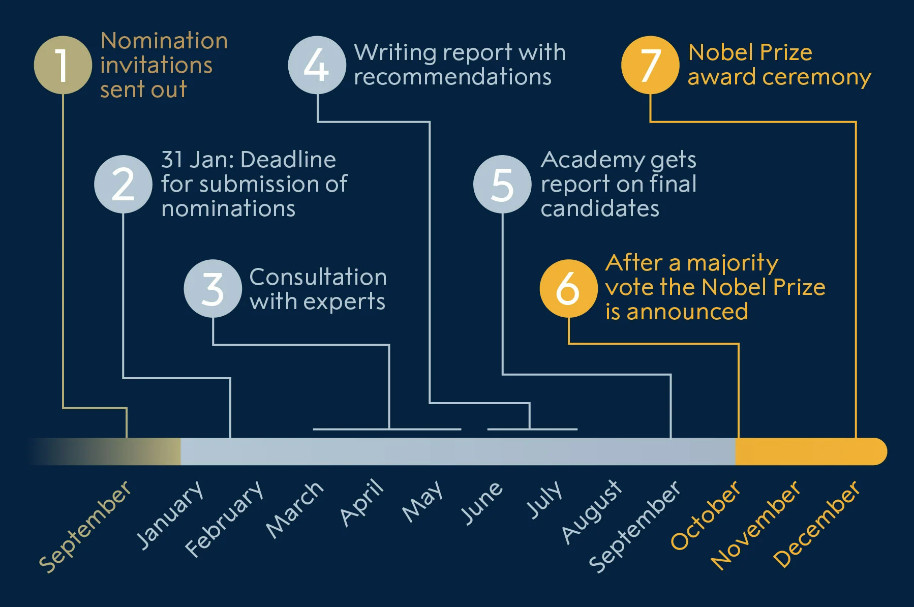 1
Nomination
invitations
sent out
2
31 Jan: Deadline
for submission of
nominations
3
Consultation
with experts
4
Writing report with
recommendations
5
Academy gets
report on final
candidates
6
After a majority
vote the Nobel Prize
is announced
7
Nobel Prize
award ceremony
September
January
February
March
April
May
June
July
August
September
October
November
December